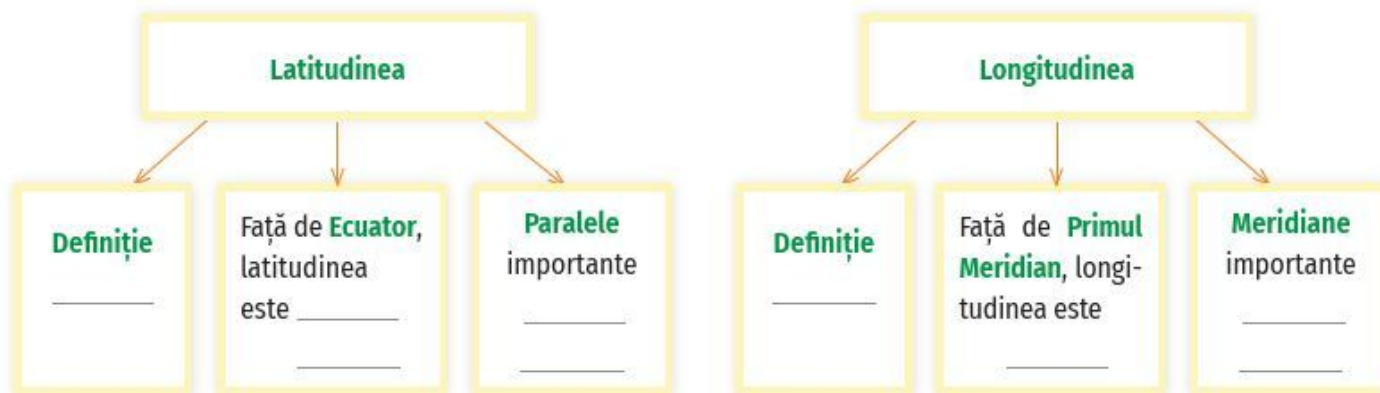 Latitudinea
Definiție
Față de Ecuator,
latitudinea
este
Paralele
importante
Longitudinea
Definiție
Față de Primul
Meridian, longi-
tudinea este
Meridiane
importante